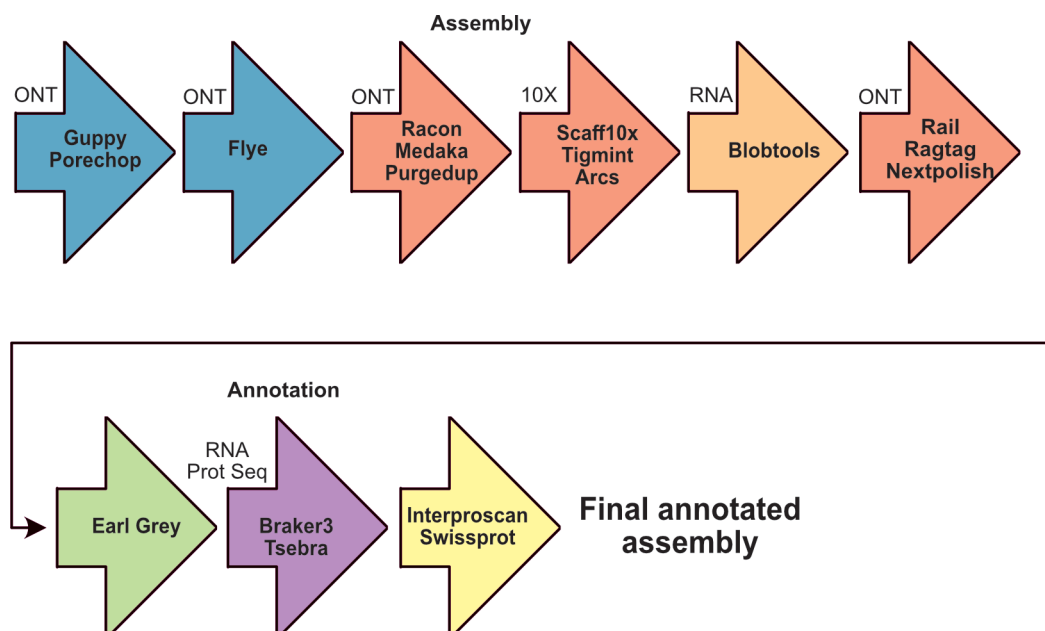 Assembly
ONT
Guppy
Porechop
ONT
Flye
ONT
Racon
Medaka
Purgedup
10X
Scaff10x
Tigmint
Arcs
RNA
Blobtools
ONT
Rail
Ragtag
Nextpolish
Annotation
Earl Grey
RNA
Prot Seq
Braker3
Tsebra
Interproscan
Swissprot
Final annotated
assembly